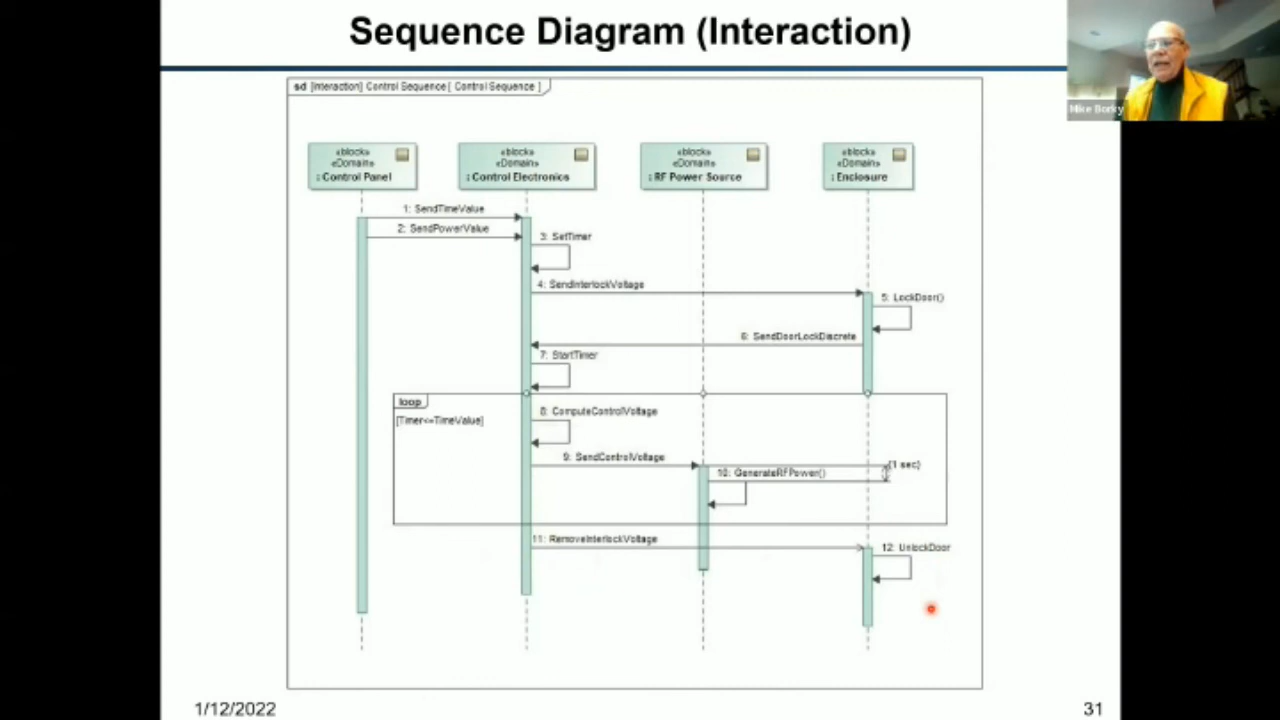 Sequence Diagram (Interaction)
Mike Borky
sd [Interaction] Control Sequence [ Control Sequence ]
«block»
«Domain»
: Control Panel
«block»
«Domain»
: Control Electronics
«block»
«Domain»
: RF Power Source
«block»
«Domain»
: Enclosure
1: SendTimeValue
2: SendPowerValue
3: SetTimer
4: SendInterlockVoltage
5: LockDoor()
6: SendDoorLockDiscrete
7: StartTimer
loop
[Timer<=TimeValue]
8: ComputeControlVoltage
9: SendControlVoltage
{1 sec}
10: GenerateRFPower()
11: RemoveInterlockVoltage
12: UnlockDoor
1/12/2022
31